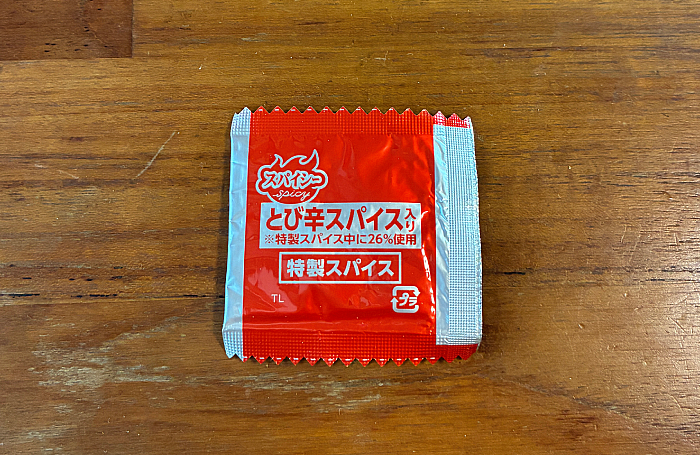 スパイシー
spicy
とび辛スパイス入り
※特製スパイス中に26%使用
特製スパイス
TL
プラ